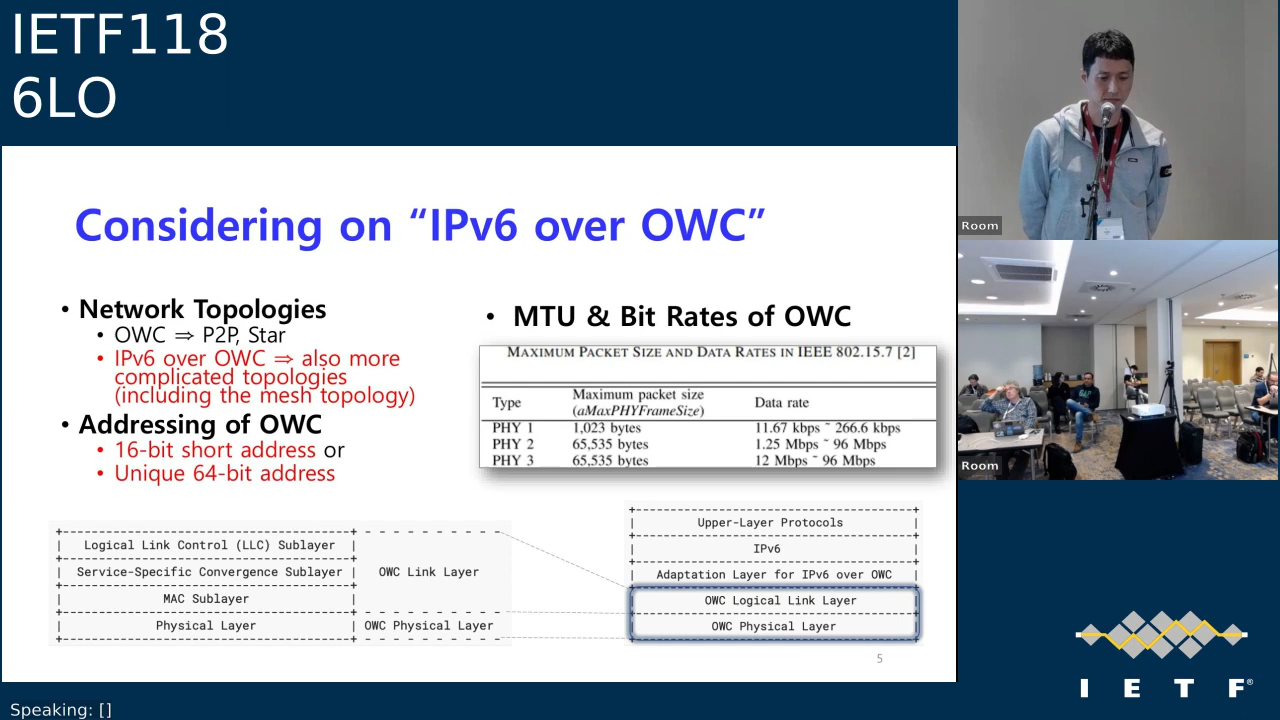 IETF118
6LO
Considering on “IPv6 over OWC”
• Network Topologies
• OWC ⇒ P2P, Star
• IPv6 over OWC ⇒ also more
complicated topologies
(including the mesh topology)
• Addressing of OWC
• 16-bit short address or
• Unique 64-bit address
• MTU & Bit Rates of OWC
MAXIMUM PACKET SIZE AND DATA RATES IN IEEE 802.15.7 [2]
Type Maximum packet size (aMaxPHYFrameSize) Data rate
PHY 1 1,023 bytes 11.67 kbps ~ 266.6 kbps
PHY 2 65,535 bytes 1.25 Mbps ~ 96 Mbps
PHY 3 65,535 bytes 12 Mbps ~ 96 Mbps
Logical Link Control (LLC) Sublayer
Service-Specific Convergence Sublayer OWC Link Layer
MAC Sublayer
Physical Layer OWC Physical Layer
Upper-Layer Protocols
IPv6
Adaptation Layer for IPv6 over OWC
OWC Logical Link Layer
OWC Physical Layer
5
Room
Room
I E T F®
Speaking: []